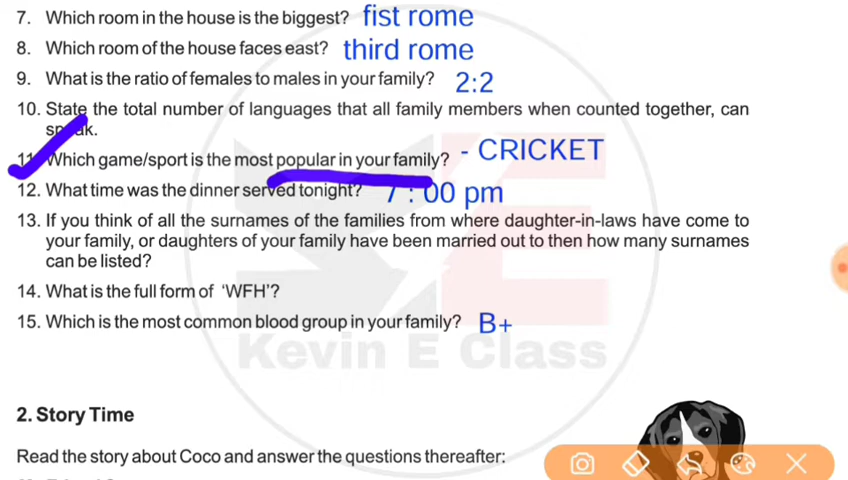 7. Which room in the house is the biggest? fist rome
8. Which room of the house faces east? third rome
9. What is the ratio of females to males in your family? 2:2
10. State the total number of languages that all family members when counted together, can
speak.
11. Which game/sport is the most popular in your family? - CRICKET
12. What time was the dinner served tonight? 7 : 00 pm
13. If you think of all the surnames of the families from where daughter-in-laws have come to
your family, or daughters of your family have been married out to then how many surnames
can be listed?
14. What is the full form of 'WFH'?
15. Which is the most common blood group in your family? B+
Kevin E Class
2. Story Time
Read the story about Coco and answer the questions thereafter: